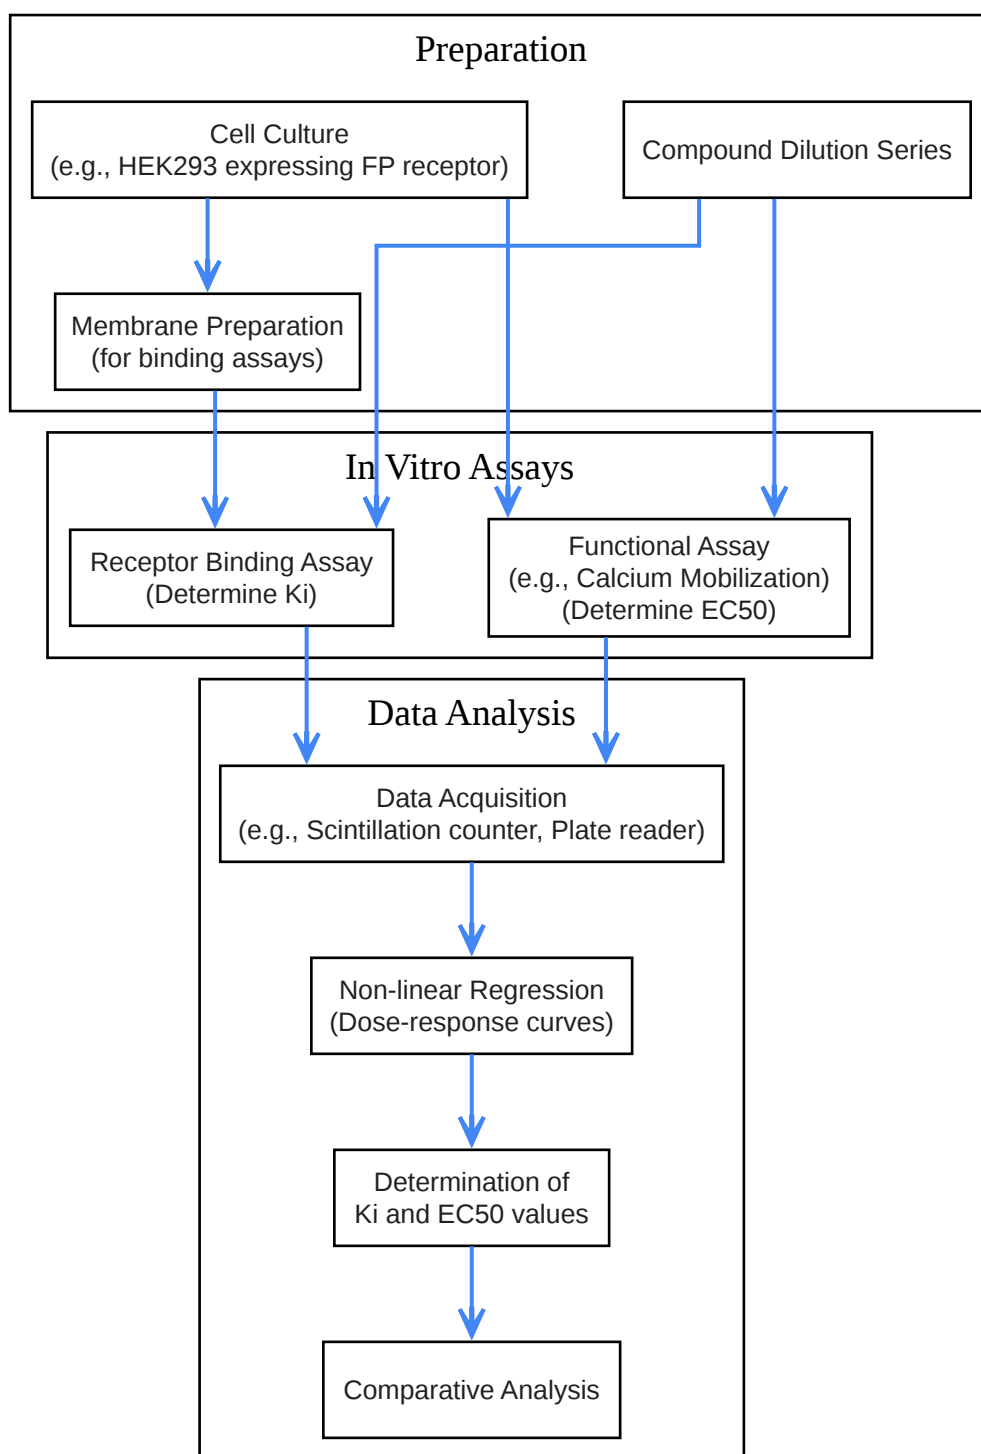 Preparation
Cell Culture
(e.g., HEK293 expressing FP receptor)
Compound Dilution Series
Membrane Preparation
(for binding assays)
In Vitro Assays
Receptor Binding Assay
(Determine Ki)
Functional Assay
(e.g., Calcium Mobilization)
(Determine EC50)
Data Analysis
Data Acquisition
(e.g., Scintillation counter, Plate reader)
Non-linear Regression
(Dose-response curves)
Determination of
Ki and EC50 values
Comparative Analysis